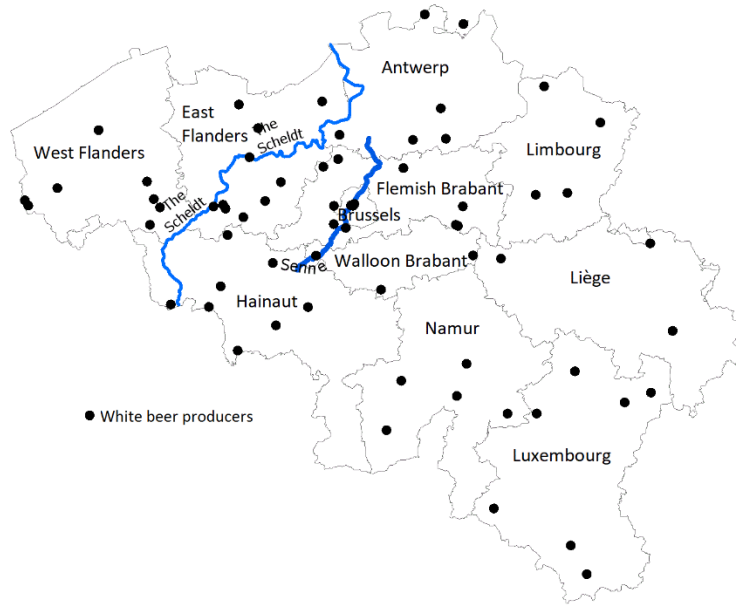 Antwerp
East
Flanders
The
Scheldt
West Flanders
Limbourg
Flemish Brabant
The
Scheldt
Brussels
Senne
Walloon Brabant
Liège
Hainaut
Namur
White beer producers
Luxembourg